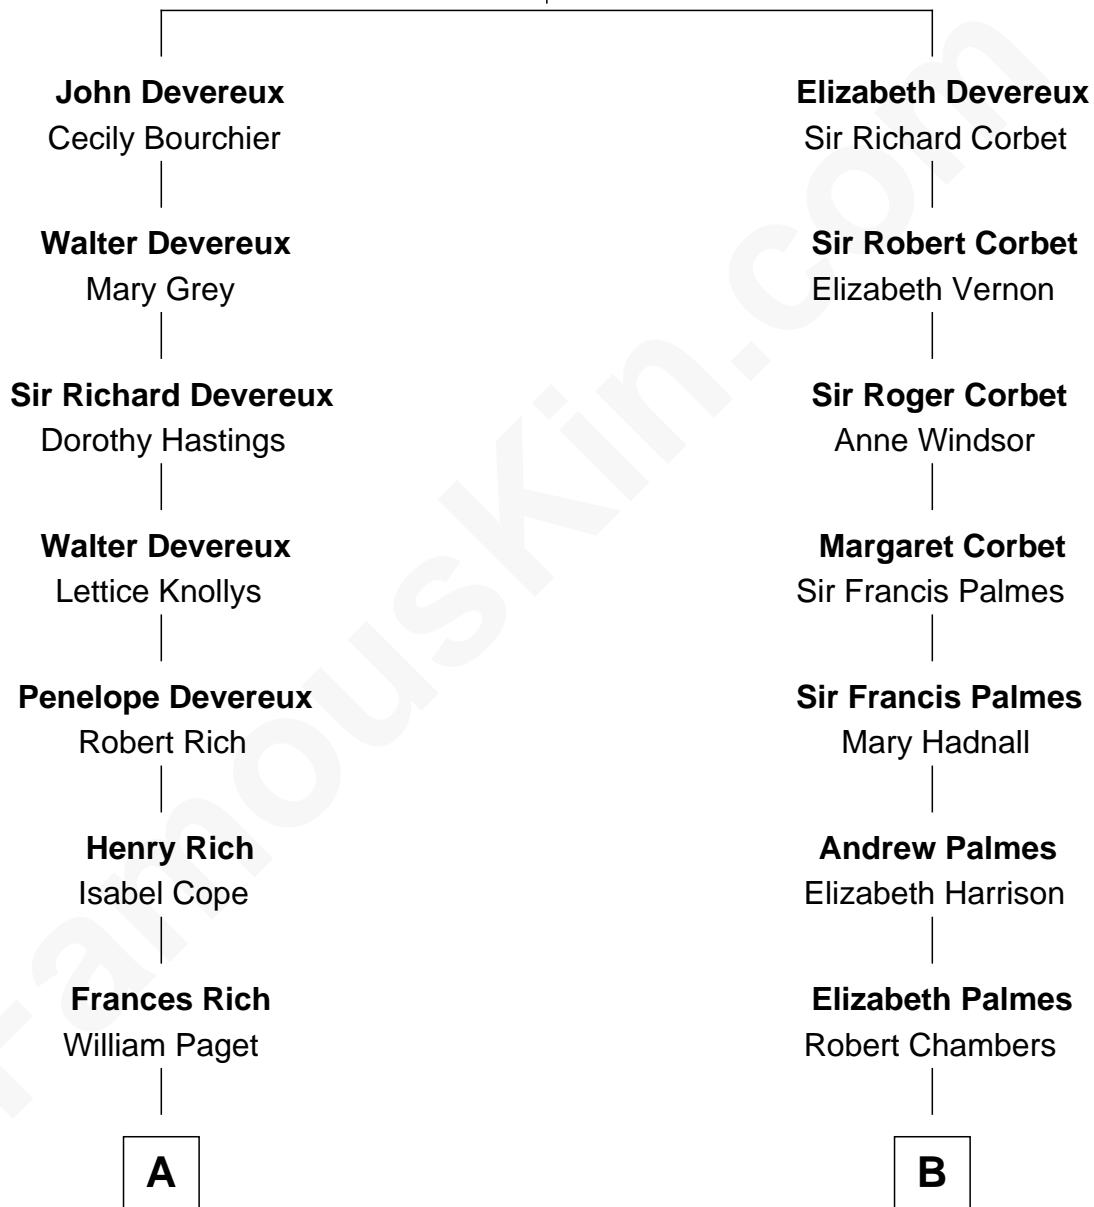 John Devereux
Cecily Bourchier
Walter Devereux
Mary Grey
Sir Richard Devereux
Dorothy Hastings
Walter Devereux
Lettice Knollys
Penelope Devereux
Robert Rich
Henry Rich
Isabel Cope
Frances Rich
William Paget
A
Elizabeth Devereux
Sir Richard Corbet
Sir Robert Corbet
Elizabeth Vernon
Sir Roger Corbet
Anne Windsor
Margaret Corbet
Sir Francis Palmes
Sir Francis Palmes
Mary Hadnall
Andrew Palmes
Elizabeth Harrison
Elizabeth Palmes
Robert Chambers
B
FamousKin.com